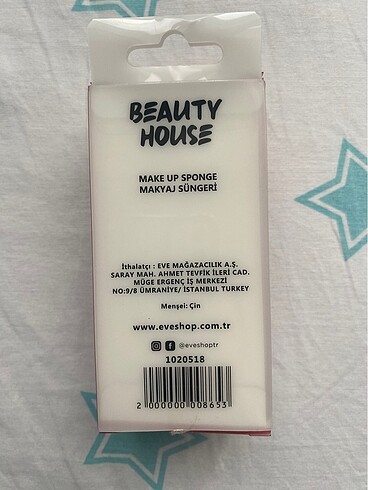 BEAUTY
HOUSE
MAKE UP SPONGE
MAKYAJ SÜNGERİ
İthalatçı : EVE MAĞAZACILIK A.Ş.
SARAY MAH. AHMET TEVFİK İLERİ CAD.
MÜGE ERGENÇ İŞ MERKEZİ
NO:9/8 ÜMRANİYE/ İSTANBUL TURKEY
Menşei: Çin
www.eveshop.com.tr
@eveshoptr
1020518
2 000000 008653